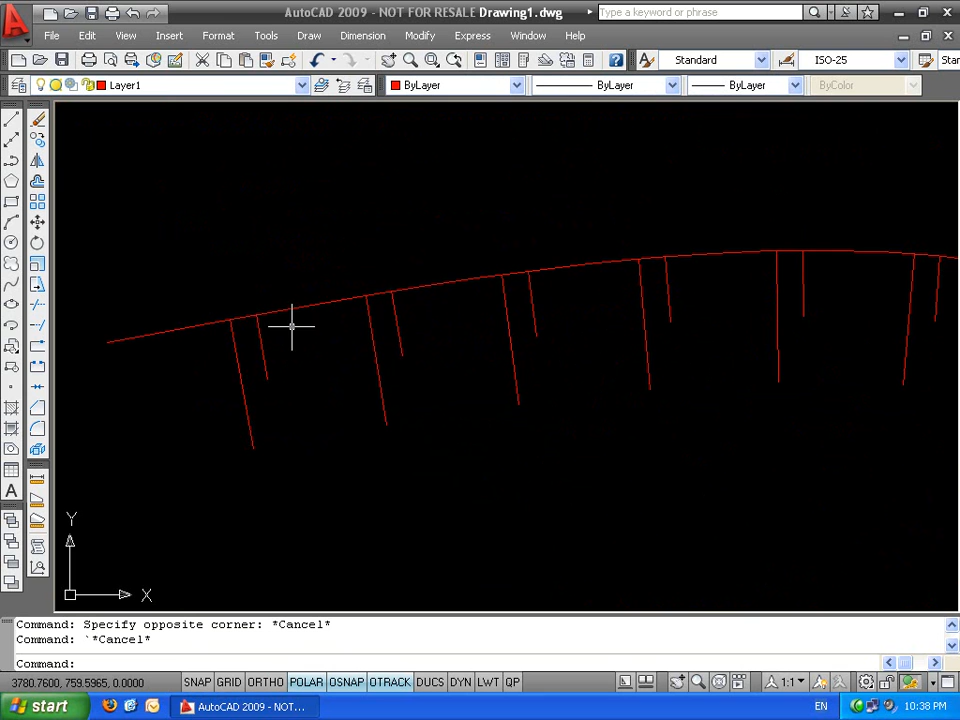 AutoCAD 2009 - NOT FOR RESALE Drawing1.dwg
Type a keyword or phrase
File Edit View Insert Format Tools Draw Dimension Modify Express Window Help
Standard ISO-25 Stan
Layer1 ByLayer ByLayer ByLayer ByColor
A
Y
X
Command: Specify opposite corner: *Cancel*
Command: `*Cancel*
Command:
3780.7600, 759.5965, 0.0000 SNAP GRID ORTHO POLAR OSNAP OTRACK DUCS DYN LWT QP 1:1
start AutoCAD 2009 - NOT... EN 10:38 PM